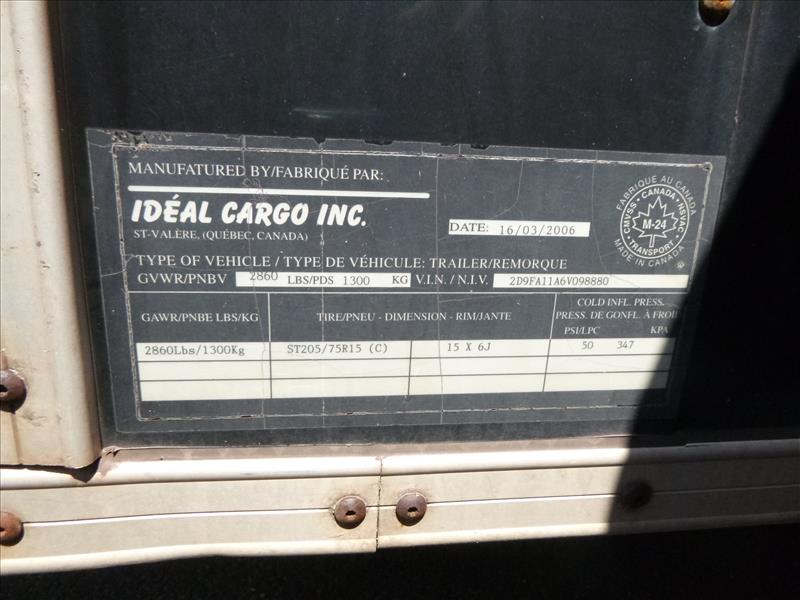 MANUFATURED BY/FABRIQUÉ PAR:
IDÉAL CARGO INC.
ST-VALÈRE, (QUÉBEC, CANADA)
DATE: 16/03/2006
FABRIQUÉ AU CANADA
CMVSS • CANADA • NSVAC
M-24
TRANSPORT
MADE IN CANADA
TYPE OF VEHICLE / TYPE DE VÉHICULE: TRAILER/REMORQUE
GVWR/PNBV 2860 LBS/PDS 1300 KG V.I.N. / N.I.V. 2D9FA11A6V098880
GAWR/PNBE LBS/KG TIRE/PNEU - DIMENSION - RIM/JANTE COLD INFL. PRESS.
PRESS. DE GONFL. À FROID
PSI/LPC KPA
2860Lbs/1300Kg ST205/75R15 (C) 15 X 6J 50 347